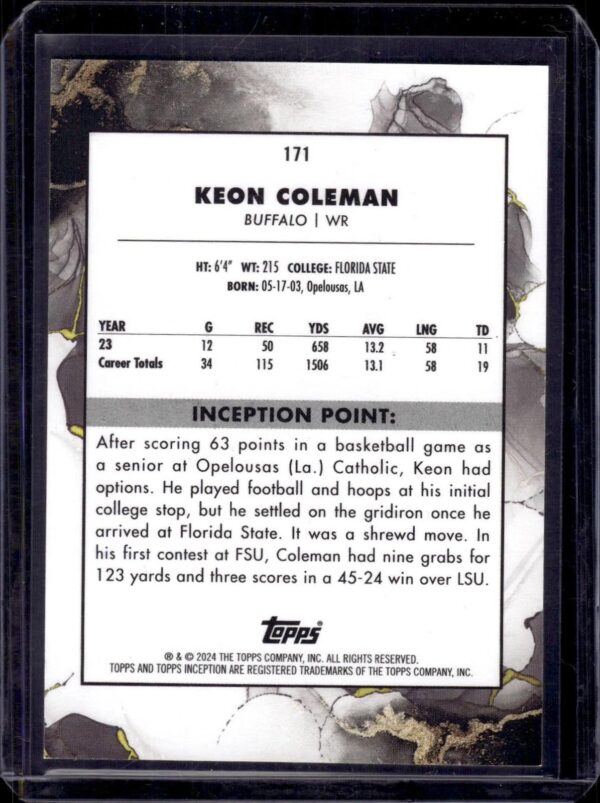 171
KEON COLEMAN
BUFFALO | WR
HT: 6'4" WT: 215 COLLEGE: FLORIDA STATE
BORN: 05-17-03, Opelousas, LA
YEAR G REC YDS AVG LNG TD
23 12 50 658 13.2 58 11
Career Totals 34 115 1506 13.1 58 19
INCEPTION POINT:
After scoring 63 points in a basketball game as
a senior at Opelousas (La.) Catholic, Keon had
options. He played football and hoops at his initial
college stop, but he settled on the gridiron once he
arrived at Florida State. It was a shrewd move. In
his first contest at FSU, Coleman had nine grabs for
123 yards and three scores in a 45-24 win over LSU.
Topps®
® & © 2024 THE TOPPS COMPANY, INC. ALL RIGHTS RESERVED.
TOPPS AND TOPPS INCEPTION ARE REGISTERED TRADEMARKS OF THE TOPPS COMPANY, INC.